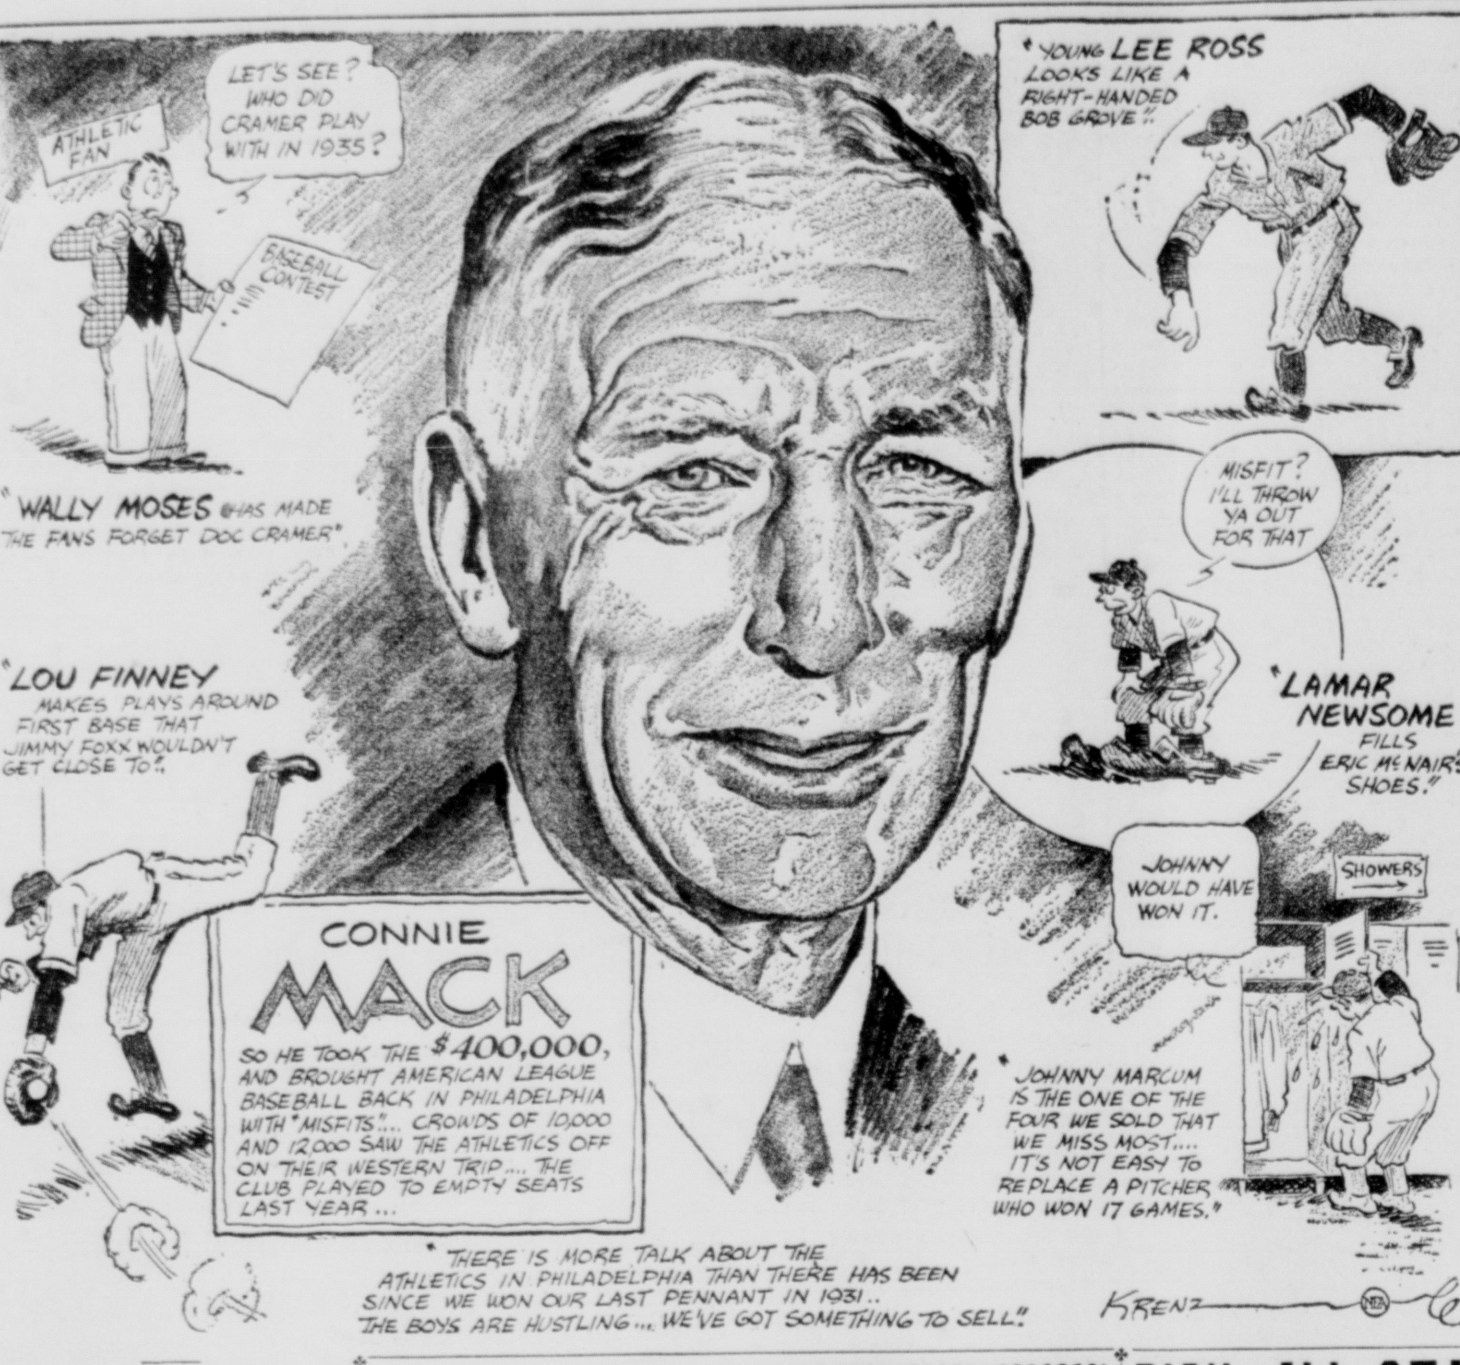 LET'S SEE?
WHO DID
CRAMER PLAY
WITH IN 1935?
ATHLETIC
FAN
BASEBALL
CONTEST
"WALLY MOSES HAS MADE
THE FANS FORGET DOC CRAMER".
"LOU FINNEY
MAKES PLAYS AROUND
FIRST BASE THAT
JIMMY FOXX WOULDN'T
GET CLOSE TO".
CONNIE
MACK
SO HE TOOK THE $400,000,
AND BROUGHT AMERICAN LEAGUE
BASEBALL BACK IN PHILADELPHIA
WITH "MISFITS".... CROWDS OF 10,000
AND 12,000 SAW THE ATHLETICS OFF
ON THEIR WESTERN TRIP.... THE
CLUB PLAYED TO EMPTY SEATS
LAST YEAR...
"YOUNG LEE ROSS
LOOKS LIKE A
RIGHT-HANDED
BOB GROVE".
MISFIT?
I'LL THROW
YA OUT
FOR THAT
"LAMAR
NEWSOME
FILLS
ERIC McNAIR'S
SHOES."
JOHNNY
WOULD HAVE
WON IT.
SHOWERS
"JOHNNY MARCUM
IS THE ONE OF THE
FOUR WE SOLD THAT
WE MISS MOST....
IT'S NOT EASY TO
REPLACE A PITCHER
WHO WON 17 GAMES."
"THERE IS MORE TALK ABOUT THE
ATHLETICS IN PHILADELPHIA THAN THERE HAS BEEN
SINCE WE WON OUR LAST PENNANT IN 1931..
THE BOYS ARE HUSTLING.... WE'VE GOT SOMETHING TO SELL".
KRENZ NEA